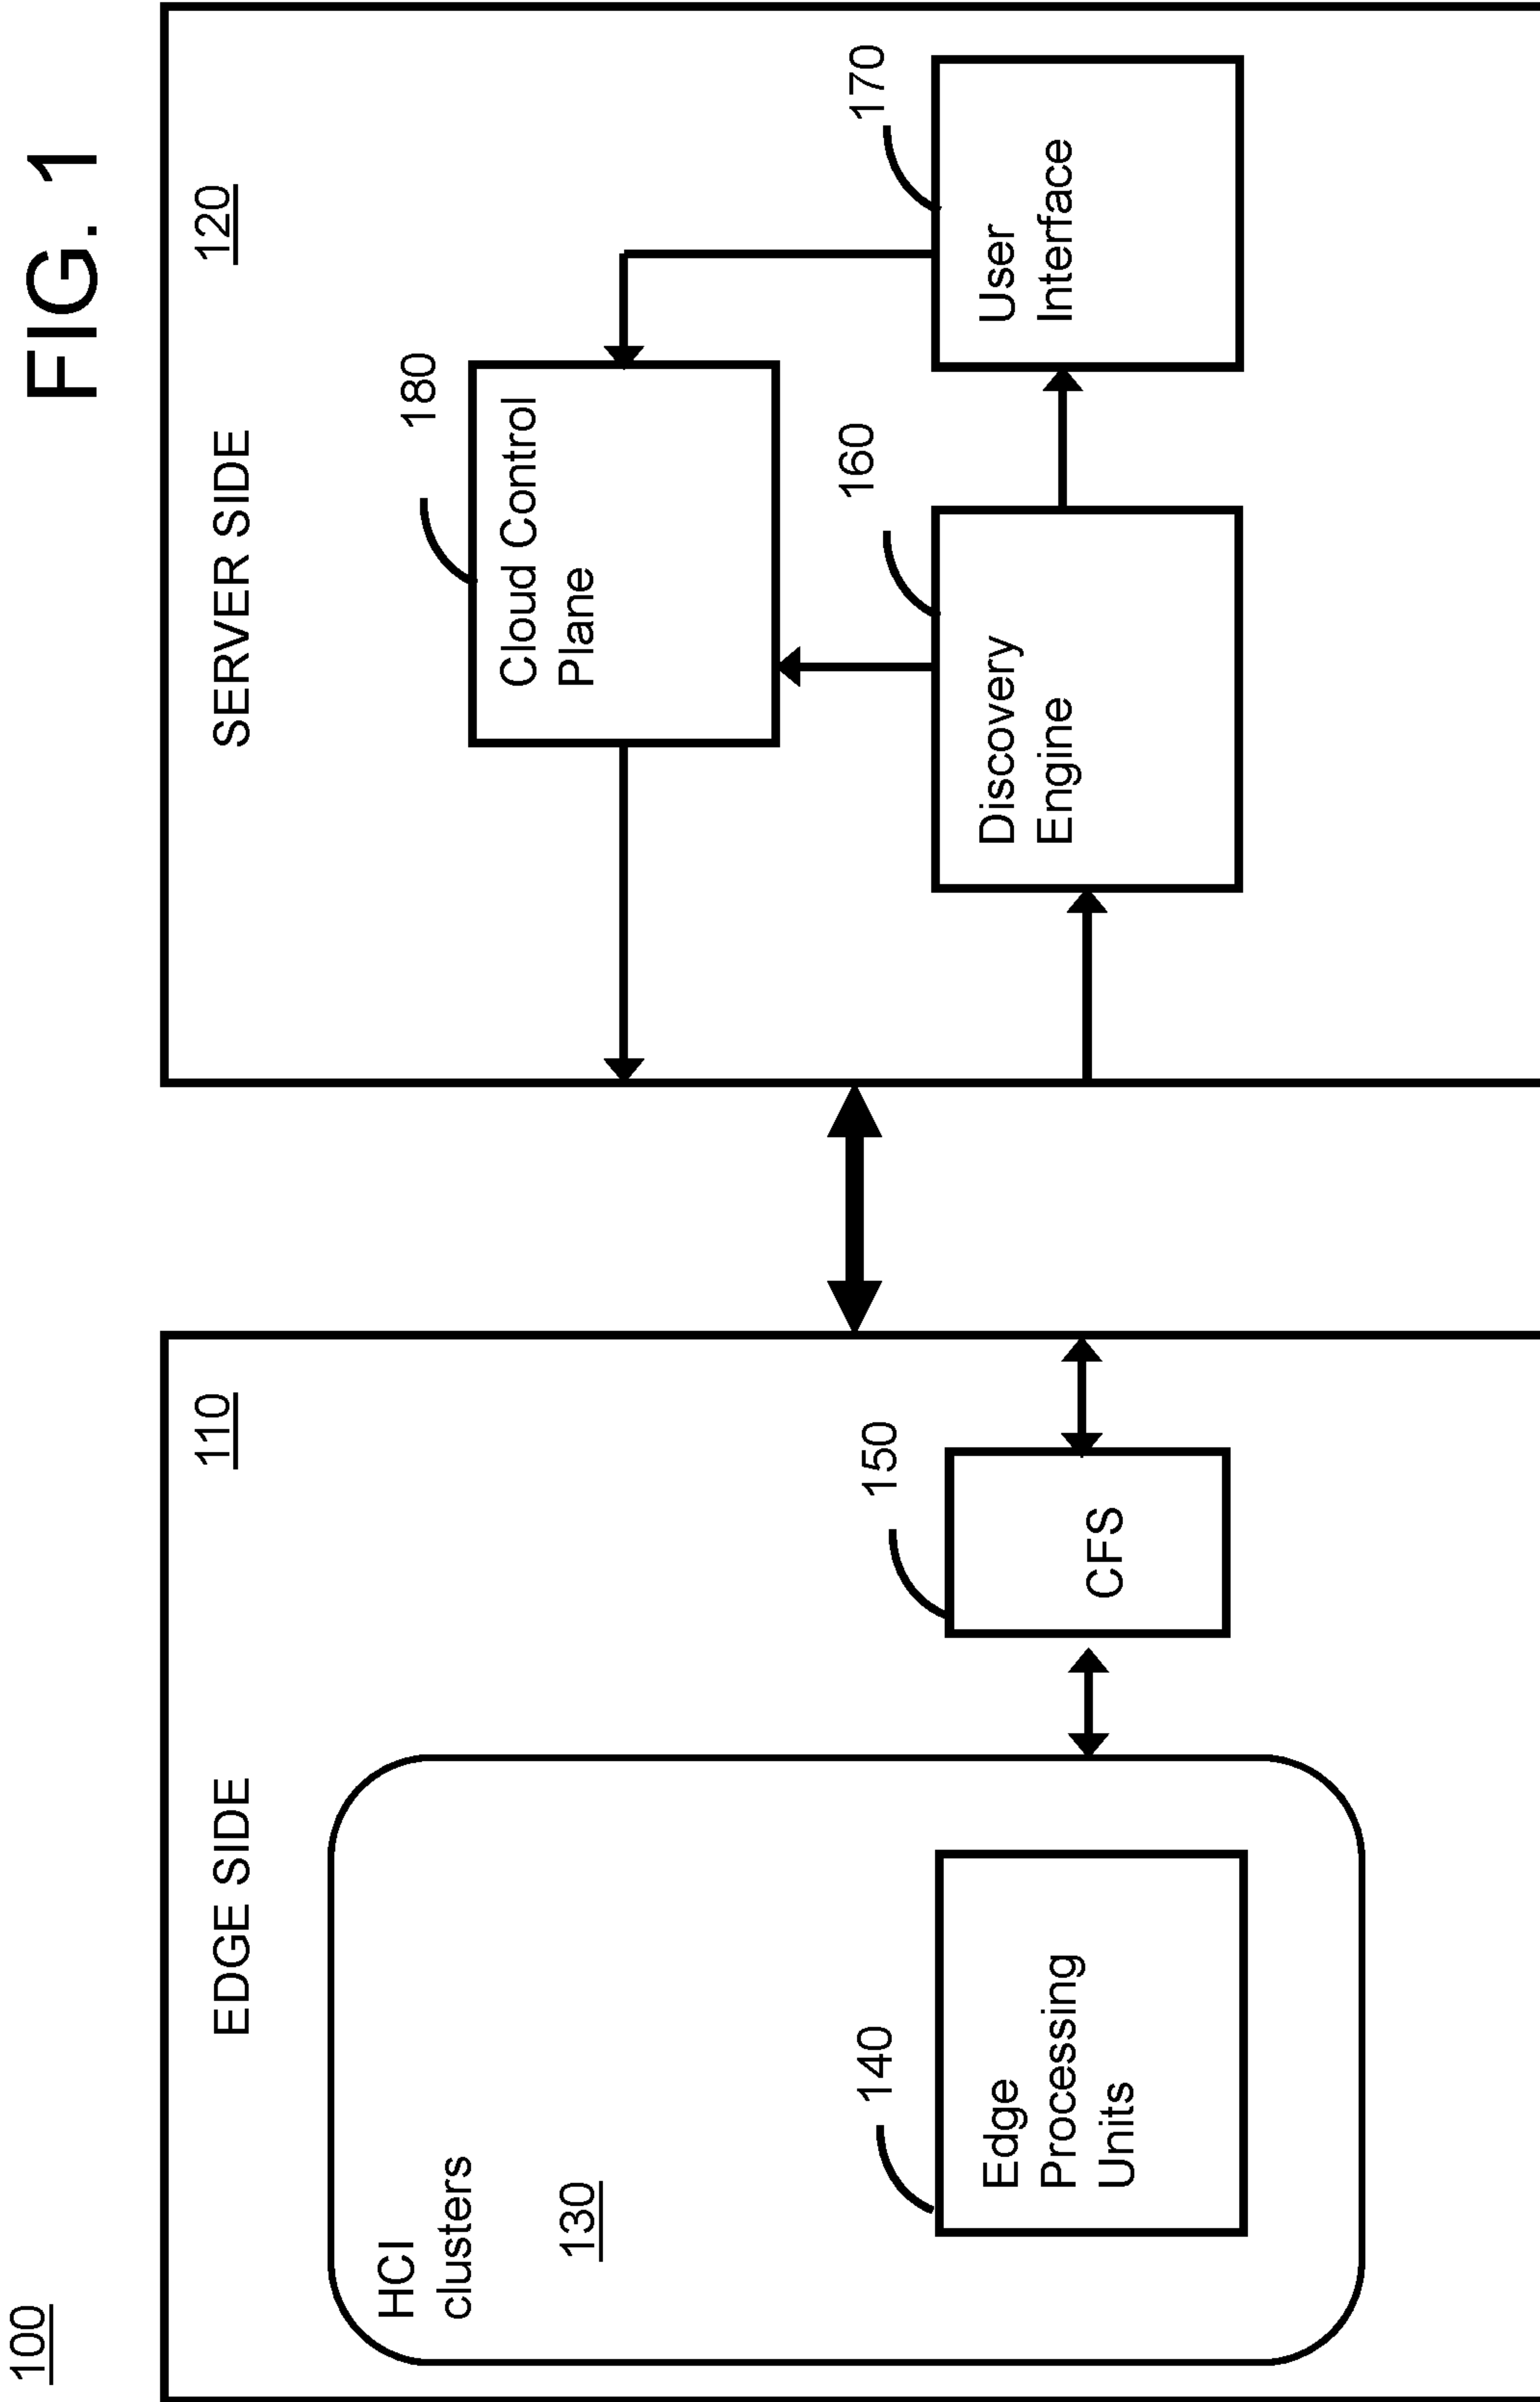 FIG. 1
100
EDGE SIDE
110
HCI
clusters
130
140
Edge
Processing
Units
150
CFS
SERVER SIDE
120
180
Cloud Control
Plane
160
Discovery
Engine
170
User
Interface